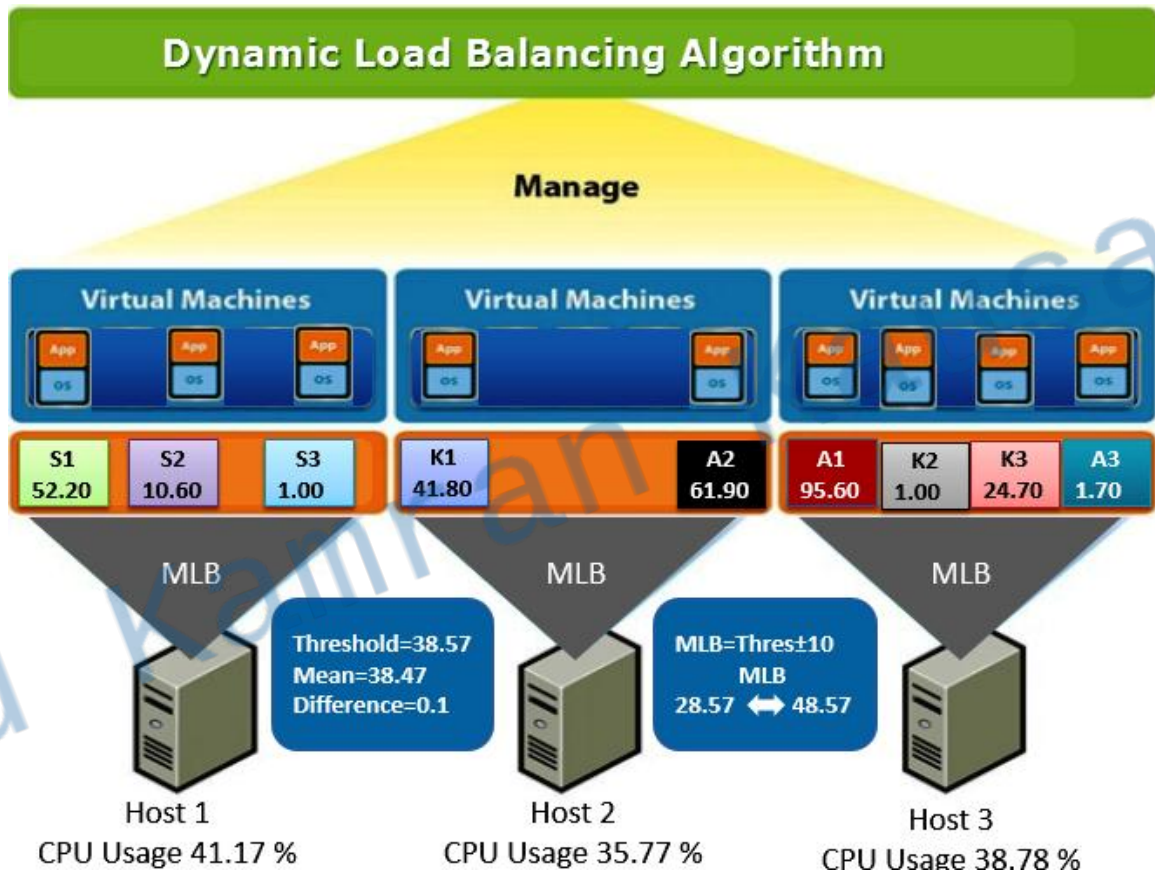 Dynamic Load Balancing Algorithm
Manage
Virtual Machines
App
OS
App
OS
App
OS
Virtual Machines
App
OS
App
OS
Virtual Machines
App
OS
App
OS
App
OS
App
OS
S1
52.20
S2
10.60
S3
1.00
K1
41.80
A2
61.90
A1
95.60
K2
1.00
K3
24.70
A3
1.70
MLB
MLB
MLB
Threshold=38.57
Mean=38.47
Difference=0.1
MLB=Thres±10
MLB
28.57 ⬌ 48.57
Host 1
CPU Usage 41.17 %
Host 2
CPU Usage 35.77 %
Host 3
CPU Usage 38.78 %
Kamran